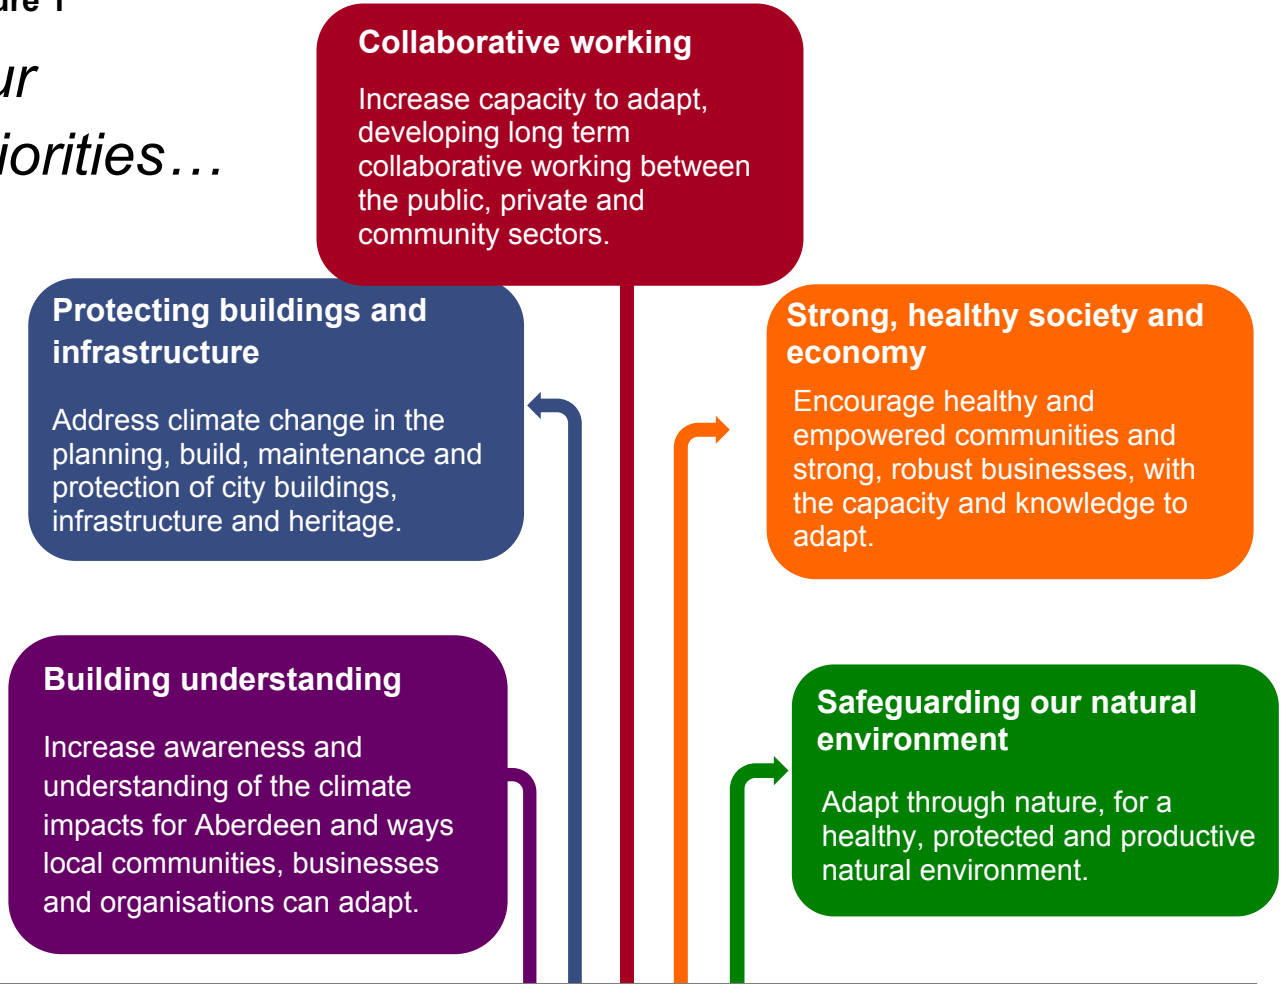 ure 1
ur
iorities…
Collaborative working
Increase capacity to adapt,
developing long term
collaborative working between
the public, private and
community sectors.
Protecting buildings and
infrastructure
Address climate change in the
planning, build, maintenance and
protection of city buildings,
infrastructure and heritage.
Strong, healthy society and
economy
Encourage healthy and
empowered communities and
strong, robust businesses, with
the capacity and knowledge to
adapt.
Building understanding
Increase awareness and
understanding of the climate
impacts for Aberdeen and ways
local communities, businesses
and organisations can adapt.
Safeguarding our natural
environment
Adapt through nature, for a
healthy, protected and productive
natural environment.